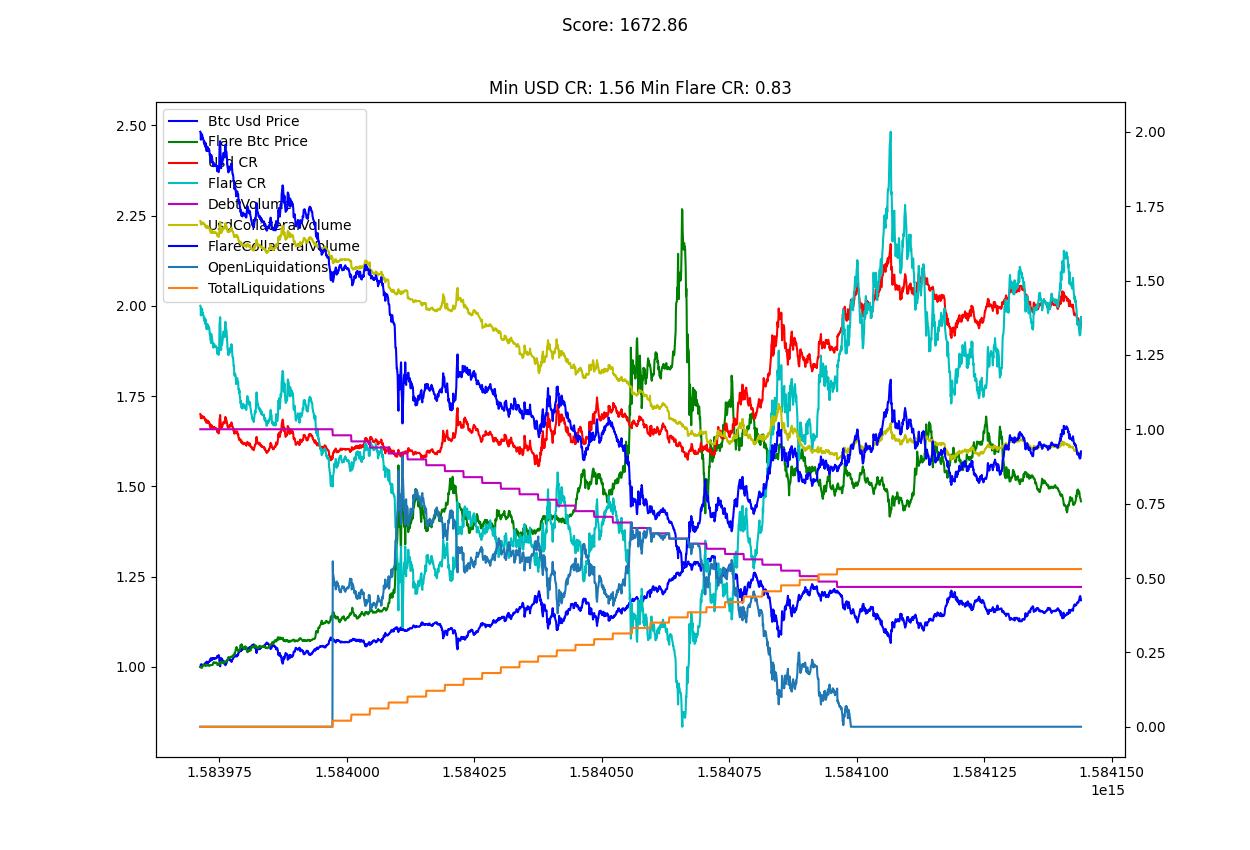 Score: 1672.86
Min USD CR: 1.56 Min Flare CR: 0.83
Btc Usd Price
Flare Btc Price
Usd CR
Flare CR
DebtVolume
UsdCollateralVolume
FlareCollateralVolume
OpenLiquidations
TotalLiquidations
2.50
2.25
2.00
1.75
1.50
1.25
1.00
2.00
1.75
1.50
1.25
1.00
0.75
0.50
0.25
0.00
1.583975 1.584000 1.584025 1.584050 1.584075 1.584100 1.584125 1.584150
1e15